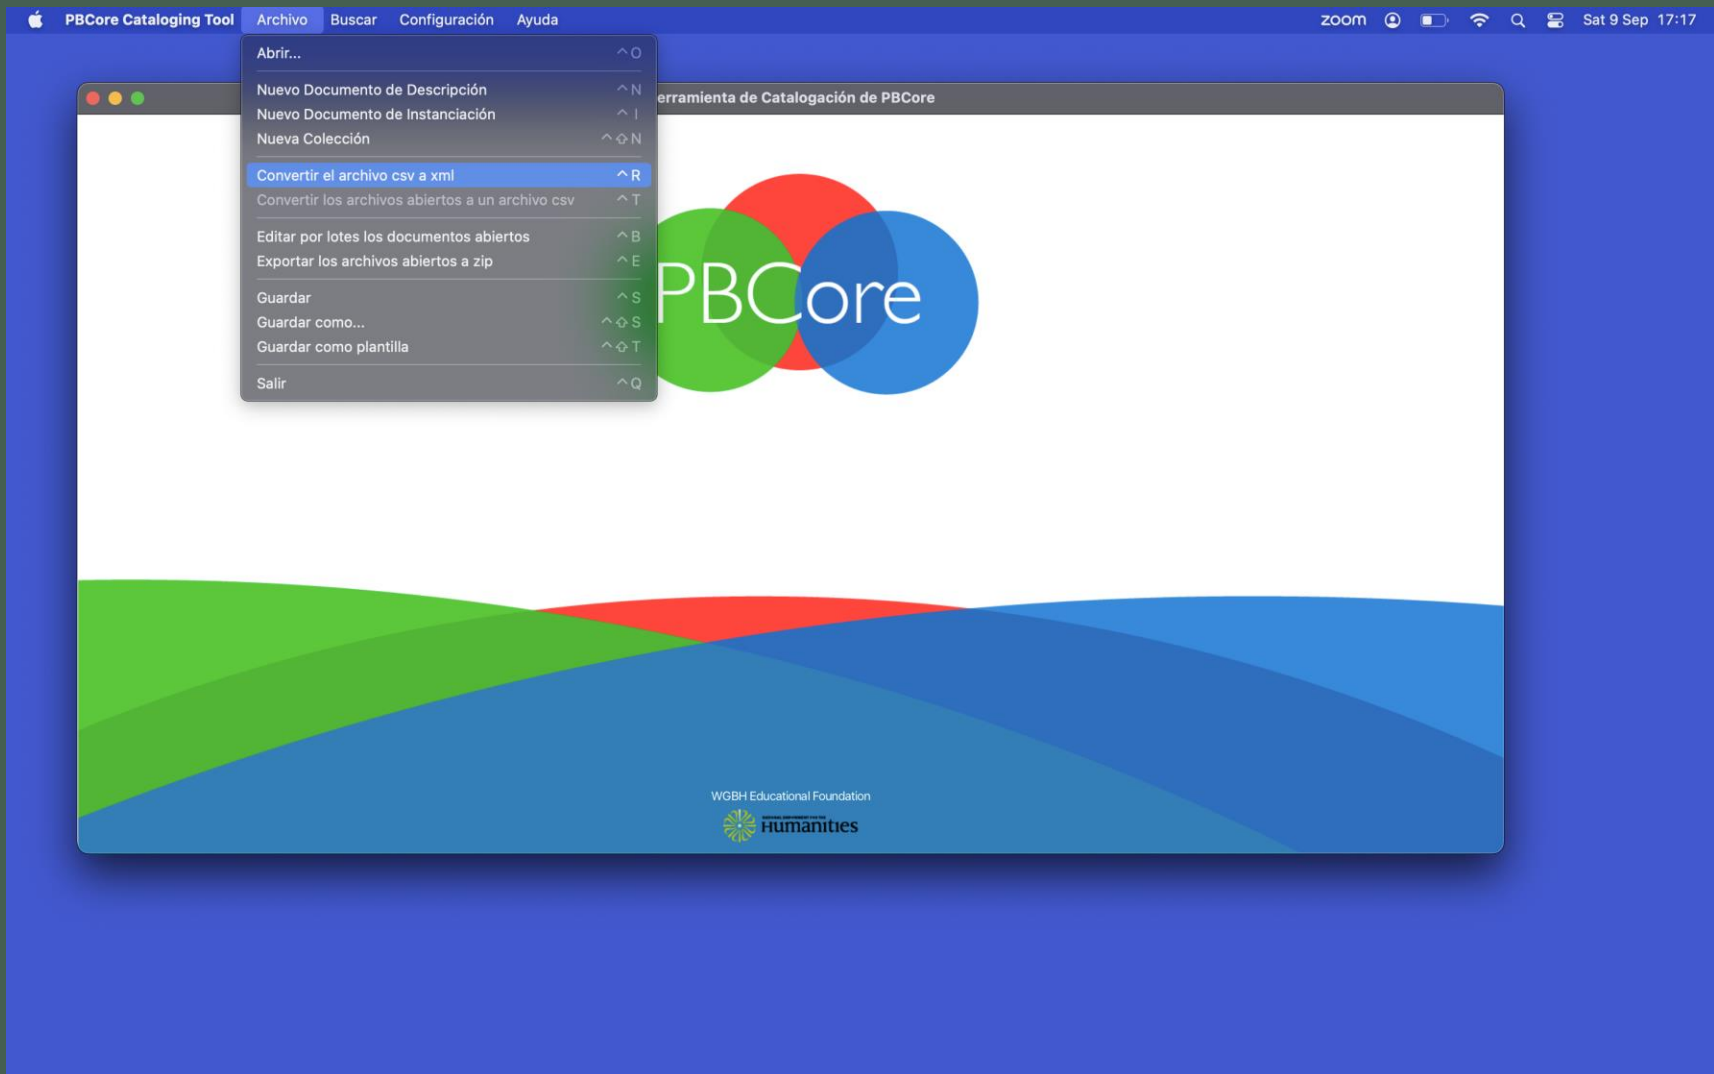 PBCore Cataloging Tool Archivo Buscar Configuración Ayuda zoom Sat 9 Sep 17:17
Abrir... ^O
Nuevo Documento de Descripción ^N
Nuevo Documento de Instanciación ^I
Nueva Colección ^⇧N
Convertir el archivo csv a xml ^R
Convertir los archivos abiertos a un archivo csv ^T
Editar por lotes los documentos abiertos ^B
Exportar los archivos abiertos a zip ^E
Guardar ^S
Guardar como... ^⇧S
Guardar como plantilla ^⇧T
Salir ^Q
erramienta de Catalogación de PBCore
PBCore
WGBH Educational Foundation
Humanities